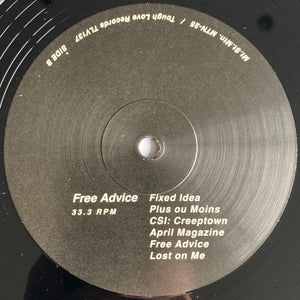 Mt.St.Mtn. MTN-25 / Tough Love Records TLV137 SIDE B
Free Advice
33.3 RPM
Fixed Idea
Plus ou Moins
CSI: Creeptown
April Magazine
Free Advice
Lost on Me